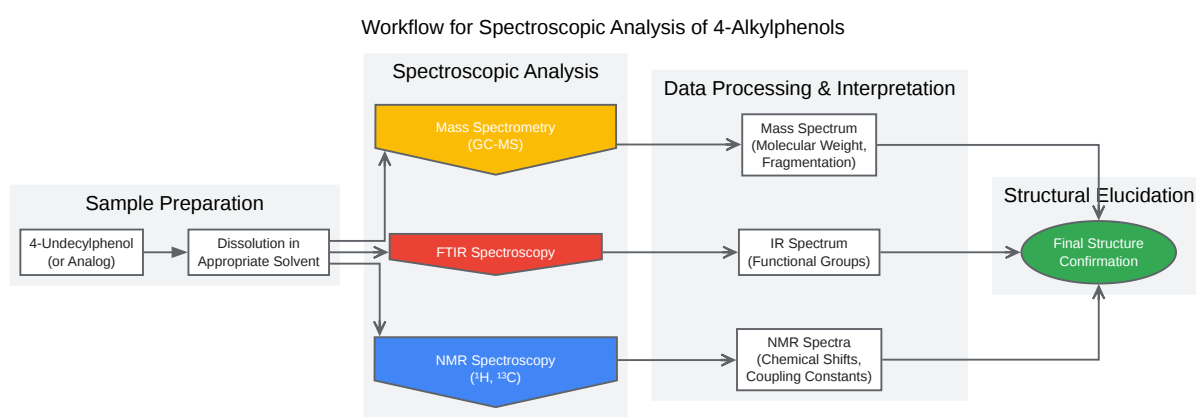 Workflow for Spectroscopic Analysis of 4-Alkylphenols
Sample Preparation
4-Undecylphenol
(or Analog)
Dissolution in
Appropriate Solvent
Spectroscopic Analysis
Mass Spectrometry
(GC-MS)
FTIR Spectroscopy
NMR Spectroscopy
(¹H, ¹³C)
Data Processing & Interpretation
Mass Spectrum
(Molecular Weight,
Fragmentation)
IR Spectrum
(Functional Groups)
NMR Spectra
(Chemical Shifts,
Coupling Constants)
Structural Elucidation
Final Structure
Confirmation